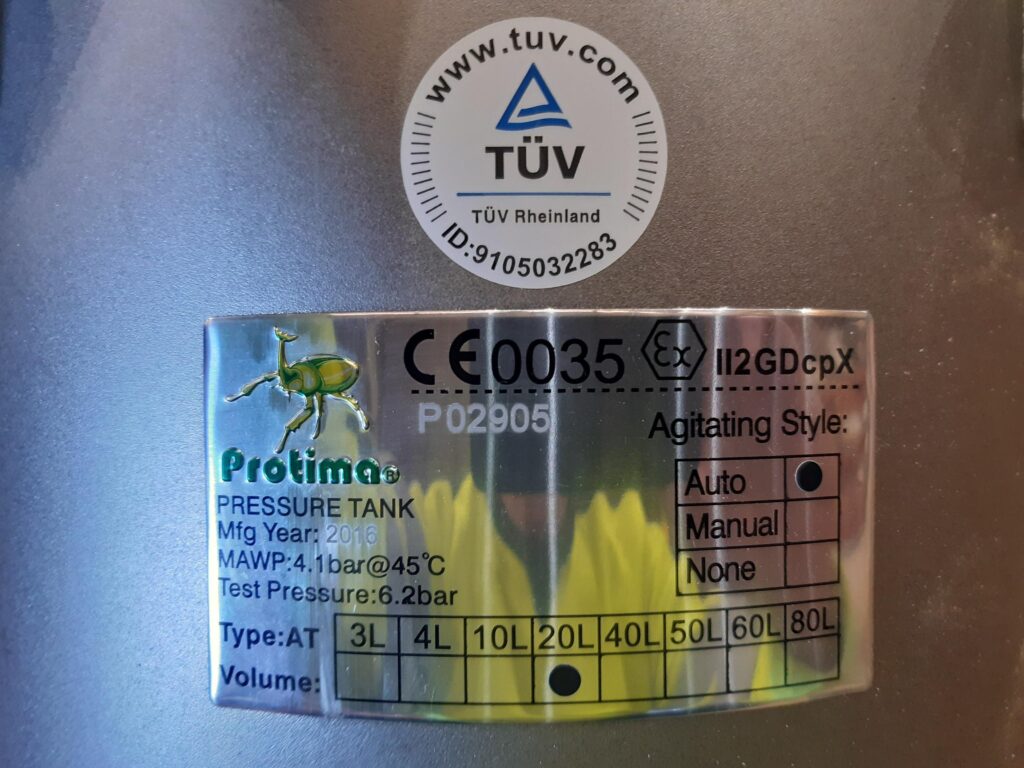 www.tuv.com
TÜV
TÜV Rheinland
ID:9105032283
CE0035 Ex II2GDcpX
P02905
Agitating Style:
Auto
Manual
None
Protima®
PRESSURE TANK
Mfg Year: 2016
MAWP:4.1bar@45℃
Test Pressure:6.2bar
Type:AT 3L 4L 10L 20L 40L 50L 60L 80L
Volume: